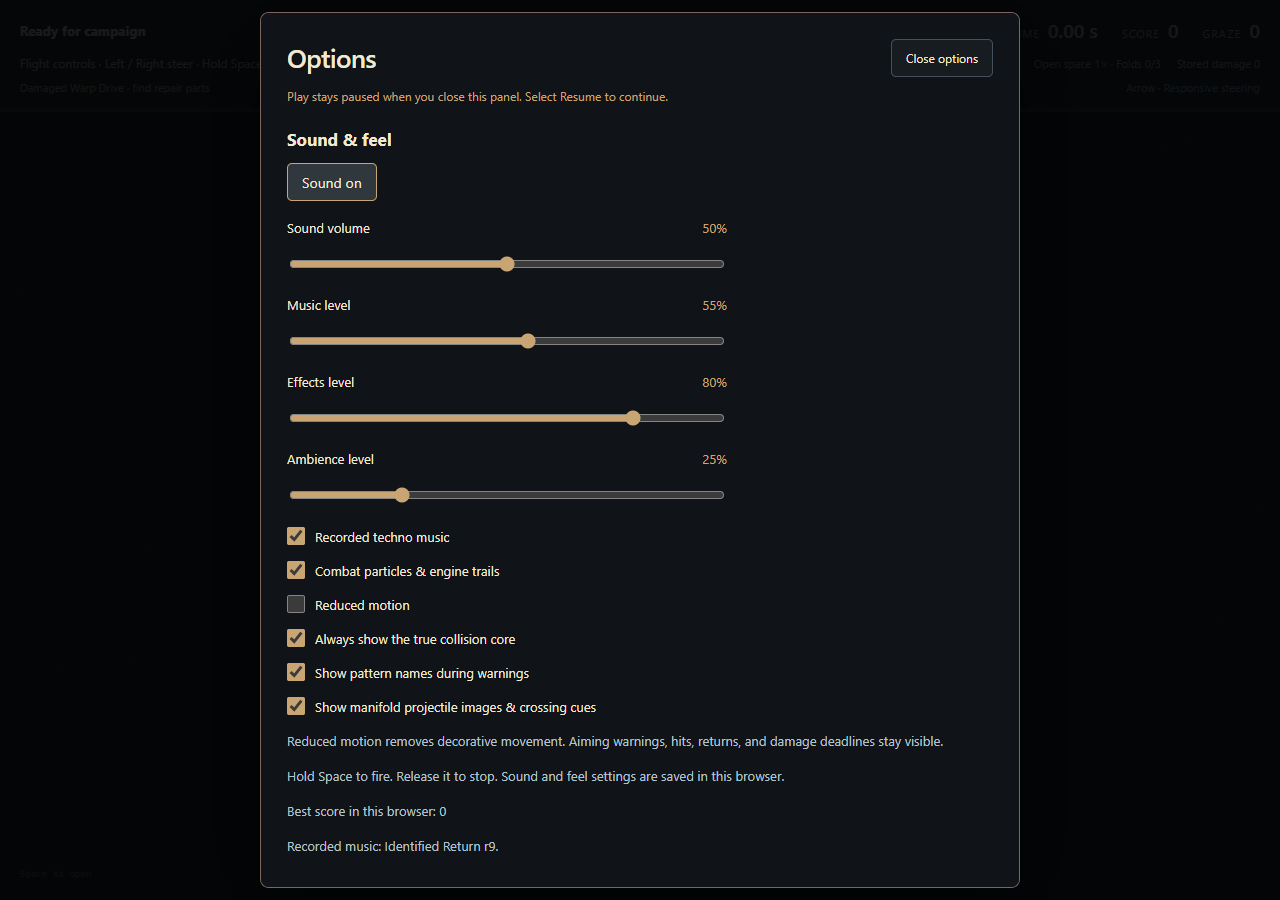 Ready for campaign
ME 0.00 s SCORE 0 GRAZE 0
Flight controls · Left / Right steer · Hold Space
Open space 1× · Folds 0/3 Stored damage 0
Damaged Warp Drive · find repair parts
Arrow · Responsive steering
Options
Close options
Play stays paused when you close this panel. Select Resume to continue.
Sound & feel
Sound on
Sound volume 50%
Music level 55%
Effects level 80%
Ambience level 25%
Recorded techno music
Combat particles & engine trails
Reduced motion
Always show the true collision core
Show pattern names during warnings
Show manifold projectile images & crossing cues
Reduced motion removes decorative movement. Aiming warnings, hits, returns, and damage deadlines stay visible.
Hold Space to fire. Release it to stop. Sound and feel settings are saved in this browser.
Best score in this browser: 0
Recorded music: Identified Return r9.